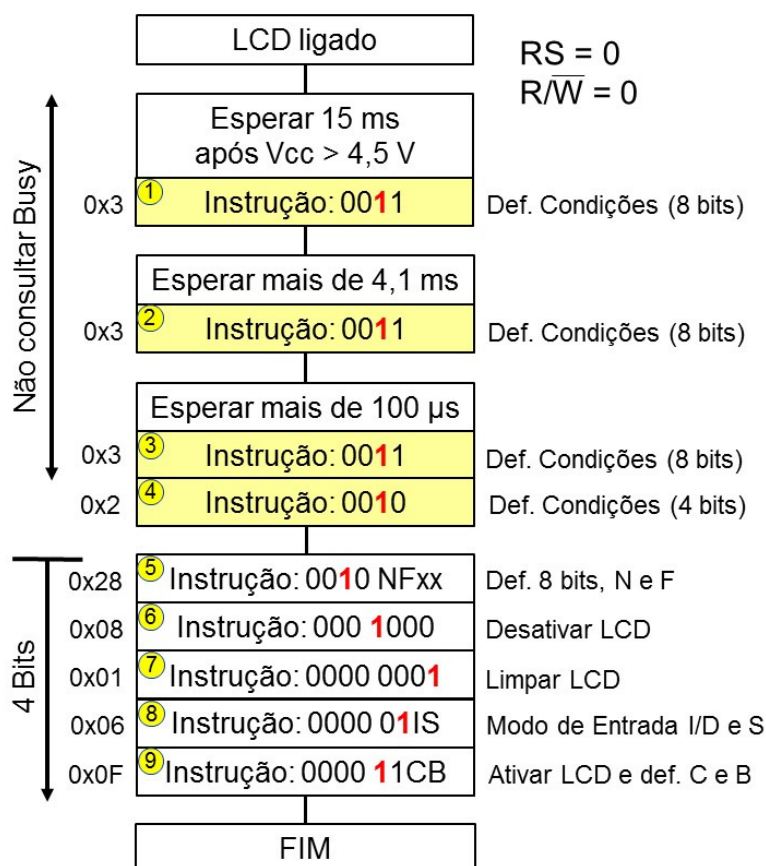 LCD ligado
RS = 0
R/W = 0
Não consultar Busy
Esperar 15 ms
após Vcc > 4,5 V
0x3 1 Instrução: 0011 Def. Condições (8 bits)
Esperar mais de 4,1 ms
0x3 2 Instrução: 0011 Def. Condições (8 bits)
Esperar mais de 100 µs
0x3 3 Instrução: 0011 Def. Condições (8 bits)
0x2 4 Instrução: 0010 Def. Condições (4 bits)
4 Bits
0x28 5 Instrução: 0010 NFxx Def. 8 bits, N e F
0x08 6 Instrução: 000 1000 Desativar LCD
0x01 7 Instrução: 0000 0001 Limpar LCD
0x06 8 Instrução: 0000 01IS Modo de Entrada I/D e S
0x0F 9 Instrução: 0000 11CB Ativar LCD e def. C e B
FIM